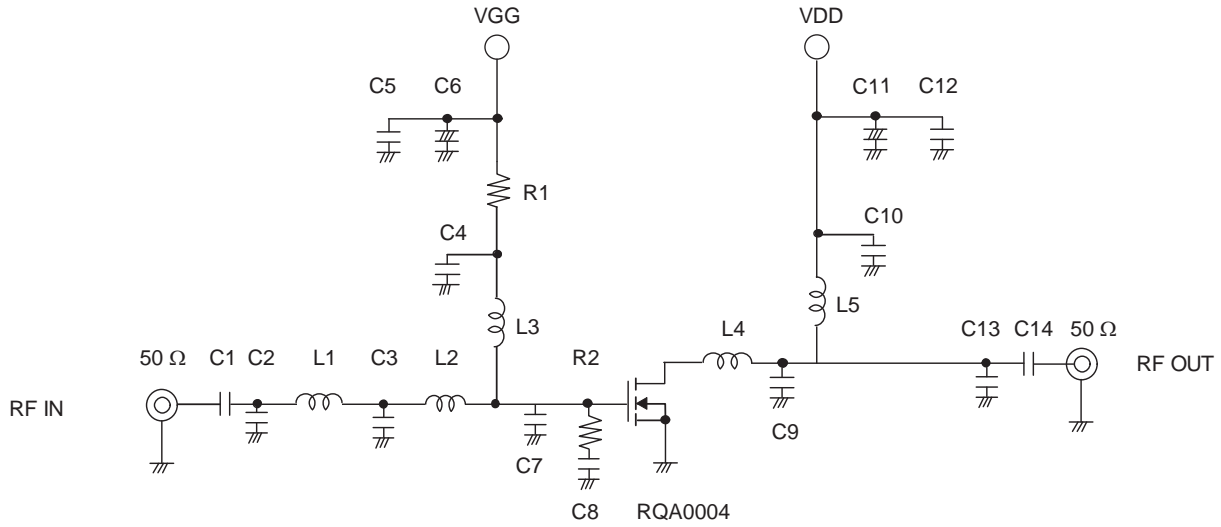 VGG
VDD
C5 C6
C11 C12
R1
C4
C10
L3
L5
50 Ω C1 C2 L1 C3 L2 R2
L4
C13 C14 50 Ω
RF OUT
RF IN
C7
C9
C8 RQA0004